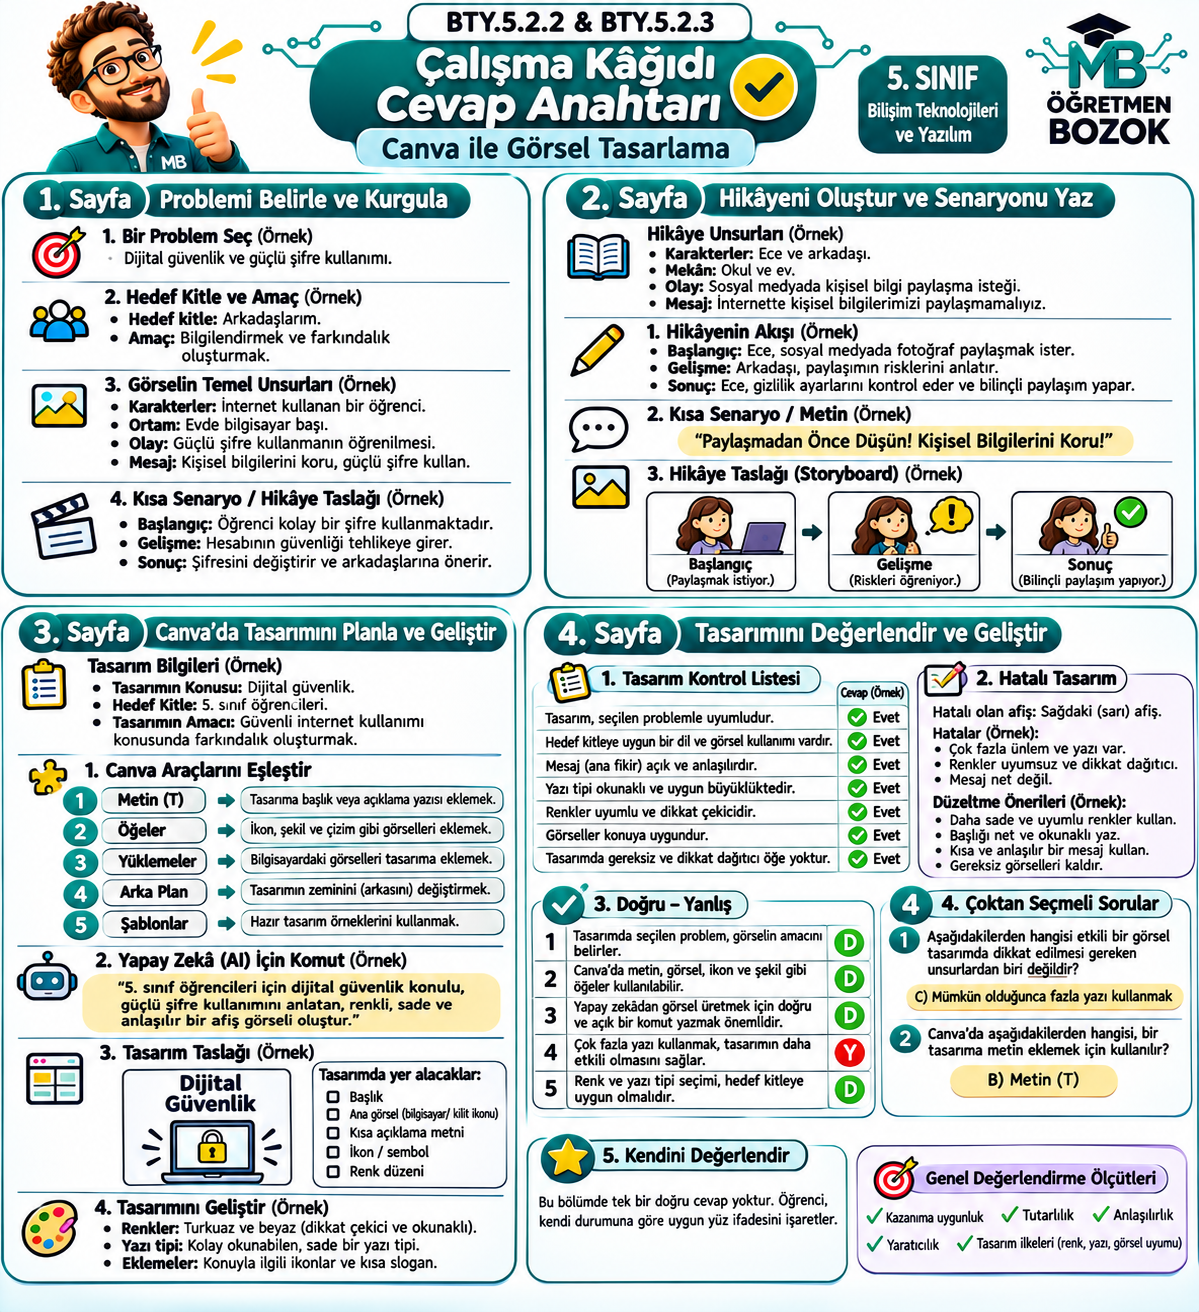 BTY.5.2.2 & BTY.5.2.3
Çalışma Kâğıdı
Cevap Anahtarı
Canva ile Görsel Tasarlama
5. SINIF
Bilişim Teknolojileri
ve Yazılım
MB
ÖĞRETMEN
BOZOK
MB
1. Sayfa
Problemi Belirle ve Kurgula
1. Bir Problem Seç (Örnek)
Dijital güvenlik ve güçlü şifre kullanımı.
2. Hedef Kitle ve Amaç (Örnek)
• Hedef kitle: Arkadaşlarım.
• Amaç: Bilgilendirmek ve farkındalık
oluşturmak.
3. Görselin Temel Unsurları (Örnek)
• Karakterler: İnternet kullanan bir öğrenci.
• Ortam: Evde bilgisayar başı.
• Olay: Güçlü şifre kullanmanın öğrenilmesi.
• Mesaj: Kişisel bilgilerini koru, güçlü şifre kullan.
4. Kısa Senaryo / Hikâye Taslağı (Örnek)
• Başlangıç: Öğrenci kolay bir şifre kullanmaktadır.
• Gelişme: Hesabının güvenliği tehlikeye girer.
• Sonuç: Şifresini değiştirir ve arkadaşlarına önerir.
2. Sayfa
Hikâyeni Oluştur ve Senaryonu Yaz
Hikâye Unsurları (Örnek)
• Karakterler: Ece ve arkadaşı.
• Mekân: Okul ve ev.
• Olay: Sosyal medyada kişisel bilgi paylaşma isteği.
• Mesaj: İnternette kişisel bilgilerimizi paylaşmamalıyız.
1. Hikâyenin Akışı (Örnek)
• Başlangıç: Ece, sosyal medyada fotoğraf paylaşmak ister.
• Gelişme: Arkadaşı, paylaşımın risklerini anlatır.
• Sonuç: Ece, gizlilik ayarlarını kontrol eder ve bilinçli paylaşım yapar.
2. Kısa Senaryo / Metin (Örnek)
"Paylaşmadan Önce Düşün! Kişisel Bilgilerini Koru!"
3. Hikâye Taslağı (Storyboard) (Örnek)
Başlangıç
(Paylaşmak istiyor.)
Gelişme
(Riskleri öğreniyor.)
Sonuç
(Bilinçli paylaşım yapıyor.)
3. Sayfa
Canva'da Tasarımını Planla ve Geliştir
Tasarım Bilgileri (Örnek)
• Tasarımın Konusu: Dijital güvenlik.
• Hedef Kitle: 5. sınıf öğrencileri.
• Tasarımın Amacı: Güvenli internet kullanımı
konusunda farkındalık oluşturmak.
1. Canva Araçlarını Eşleştir
1 Metin (T) Tasarıma başlık veya açıklama yazısı eklemek.
2 Öğeler İkon, şekil ve çizim gibi görselleri eklemek.
3 Yüklemeler Bilgisayardaki görselleri tasarıma eklemek.
4 Arka Plan Tasarımın zeminini (arkasını) değiştirmek.
5 Şablonlar Hazır tasarım örneklerini kullanmak.
2. Yapay Zekâ (AI) İçin Komut (Örnek)
"5. sınıf öğrencileri için dijital güvenlik konulu,
güçlü şifre kullanımını anlatan, renkli, sade ve
anlaşılır bir afiş görseli oluştur."
3. Tasarım Taslağı (Örnek)
Dijital
Güvenlik
Tasarımda yer alacaklar:
Başlık
Ana görsel (bilgisayar/ kilit ikonu)
Kısa açıklama metni
İkon / sembol
Renk düzeni
4. Tasarımını Geliştir (Örnek)
• Renkler: Turkuaz ve beyaz (dikkat çekici ve okunaklı).
• Yazı tipi: Kolay okunabilen, sade bir yazı tipi.
• Eklemeler: Konuyla ilgili ikonlar ve kısa slogan.
4. Sayfa
Tasarımını Değerlendir ve Geliştir
1. Tasarım Kontrol Listesi
Cevap (Örnek)
Tasarım, seçilen problemle uyumludur. Evet
Hedef kitleye uygun bir dil ve görsel kullanımı vardır. Evet
Mesaj (ana fikir) açık ve anlaşılırdır. Evet
Yazı tipi okunaklı ve uygun büyüklüktedir. Evet
Renkler uyumlu ve dikkat çekicidir. Evet
Görseller konuya uygundur. Evet
Tasarımda gereksiz ve dikkat dağıtıcı öğe yoktur. Evet
2. Hatalı Tasarım
Hatalı olan afiş: Sağdaki (sarı) afiş.
Hatalar (Örnek):
• Çok fazla ünlem ve yazı var.
• Renkler uyumsuz ve dikkat dağıtıcı.
• Mesaj net değil.
Düzeltme Önerileri (Örnek):
• Daha sade ve uyumlu renkler kullan.
• Başlığı net ve okunaklı yaz.
• Kısa ve anlaşılır bir mesaj kullan.
• Gereksiz görselleri kaldır.
3. Doğru – Yanlış
1 Tasarımda seçilen problem, görselin amacını
belirler. D
2 Canva'da metin, görsel, ikon ve şekil gibi
öğeler kullanılabilir. D
3 Yapay zekâdan görsel üretmek için doğru
ve açık bir komut yazmak önemlidir. D
4 Çok fazla yazı kullanmak, tasarımın daha
etkili olmasını sağlar. Y
5 Renk ve yazı tipi seçimi, hedef kitleye
uygun olmalıdır. D
4 4. Çoktan Seçmeli Sorular
1 Aşağıdakilerden hangisi etkili bir görsel
tasarımda dikkat edilmesi gereken
unsurlardan biri değildir?
C) Mümkün olduğunca fazla yazı kullanmak
2 Canva'da aşağıdakilerden hangisi, bir
tasarıma metin eklemek için kullanılır?
B) Metin (T)
5. Kendini Değerlendir
Bu bölümde tek bir doğru cevap yoktur. Öğrenci,
kendi durumuna göre uygun yüz ifadesini işaretler.
Genel Değerlendirme Ölçütleri
Kazanıma uygunluk Tutarlılık Anlaşılırlık
Yaratıcılık Tasarım ilkeleri (renk, yazı, görsel uyumu)